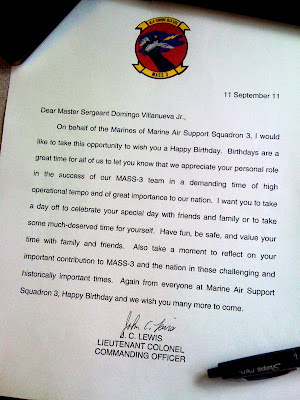 MASS-3
11 September 11
Dear Master Sergeant Domingo Villanueva Jr.,
On behalf of the Marines of Marine Air Support Squadron 3, I would
like to take this opportunity to wish you a Happy Birthday. Birthdays are a
great time for all of us to let you know that we appreciate your personal role
in the success of our MASS-3 team in a demanding time of high
operational tempo and of great importance to our nation. I want you to take
a day off to celebrate your special day with friends and family or to take
some much-deserved time for yourself. Have fun, be safe, and value your
time with family and friends. Also take a moment to reflect on your
important contribution to MASS-3 and the nation in these challenging and
historically important times. Again from everyone at Marine Air Support
Squadron 3, Happy Birthday and we wish you many more to come.
John C. Lewis
J. C. LEWIS
LIEUTENANT COLONEL
COMMANDING OFFICER